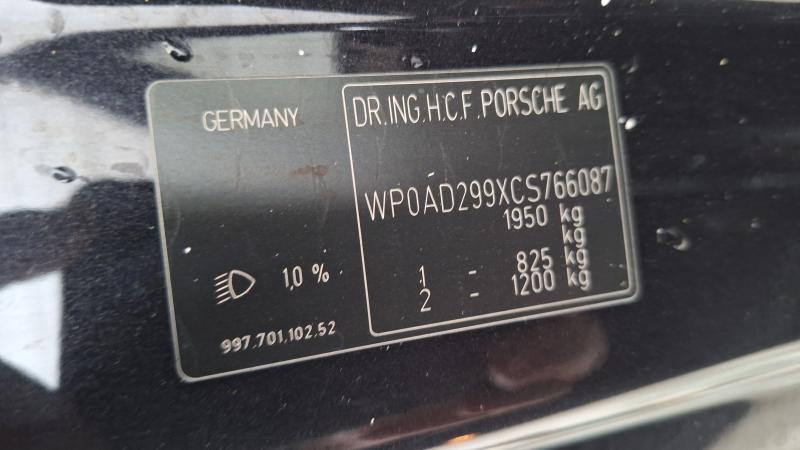 GERMANY
1,0 %
997.701.102.52
DR.ING.H.C.F.PORSCHE AG
WP0AD299XCS766087
1950 kg
kg
1 - 825 kg
2 - 1200 kg